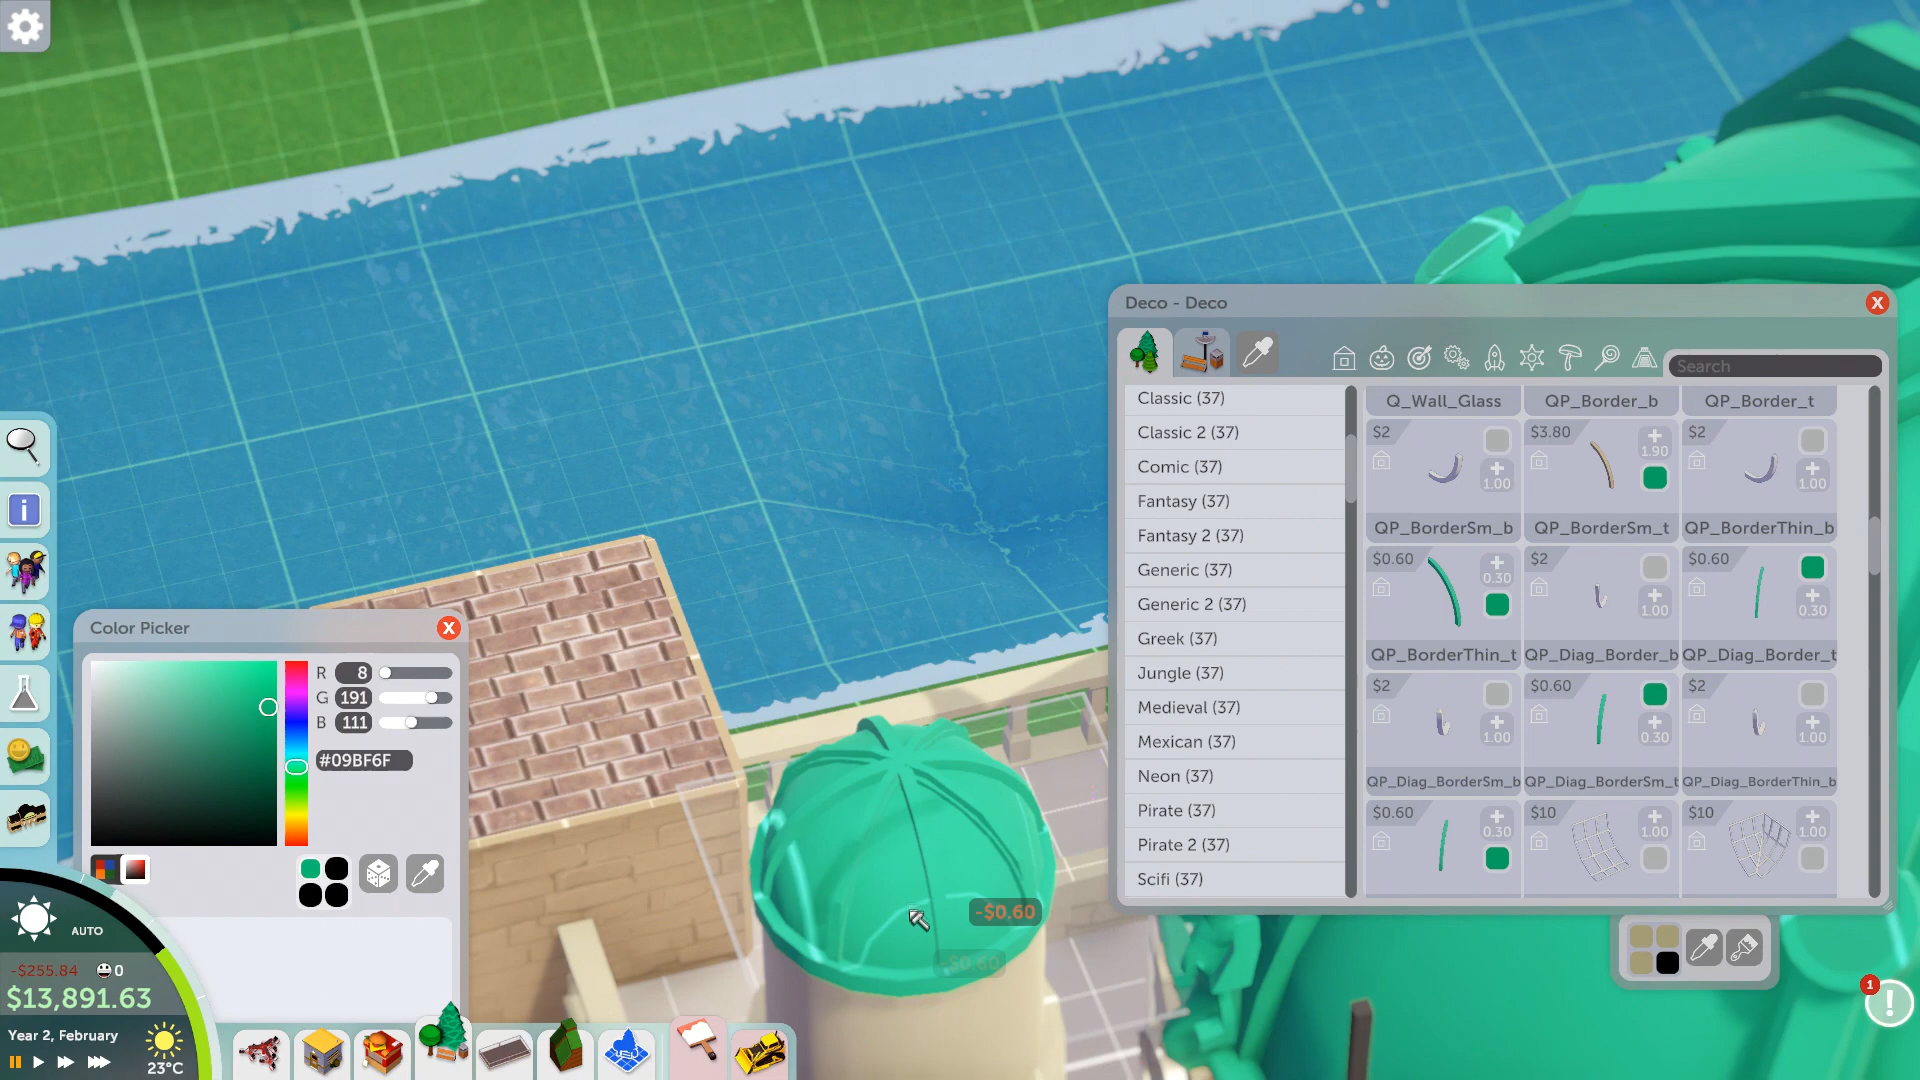 Deco - Deco
X
Search
Classic (37)
Classic 2 (37)
Comic (37)
Fantasy (37)
Fantasy 2 (37)
Generic (37)
Generic 2 (37)
Greek (37)
Jungle (37)
Medieval (37)
Mexican (37)
Neon (37)
Pirate (37)
Pirate 2 (37)
Scifi (37)
Q_Wall_Glass QP_Border_b QP_Border_t
$2 1.00 $3.80 1.90 $2 1.00
QP_BorderSm_b QP_BorderSm_t QP_BorderThin_b
$0.60 0.30 $2 1.00 $0.60 0.30
QP_BorderThin_t QP_Diag_Border_b QP_Diag_Border_t
$2 1.00 $0.60 0.30 $2 1.00
QP_Diag_BorderSm_b QP_Diag_BorderSm_t QP_Diag_BorderThin_b
$0.60 0.30 $10 1.00 $10 1.00
Color Picker
X
R 8
G 191
B 111
#09BF6F
-$0.60
-$0.60
AUTO
-$255.84 0
$13,891.63
Year 2, February
23°C
i
1
!